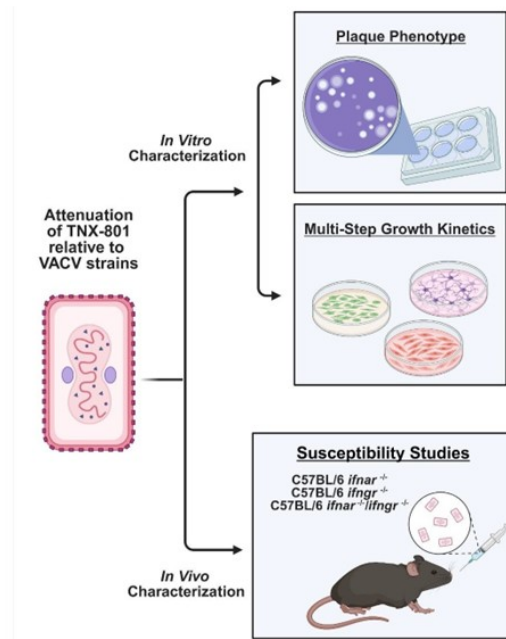 Attenuation
of TNX-801
relative to
VACV strains
In Vitro
Characterization
Plaque Phenotype
Multi-Step Growth Kinetics
In Vivo
Characterization
Susceptibility Studies
C57BL/6 ifnar -/-
C57BL/6 ifngr -/-
C57BL/6 ifnar -/-/ifngr -/-